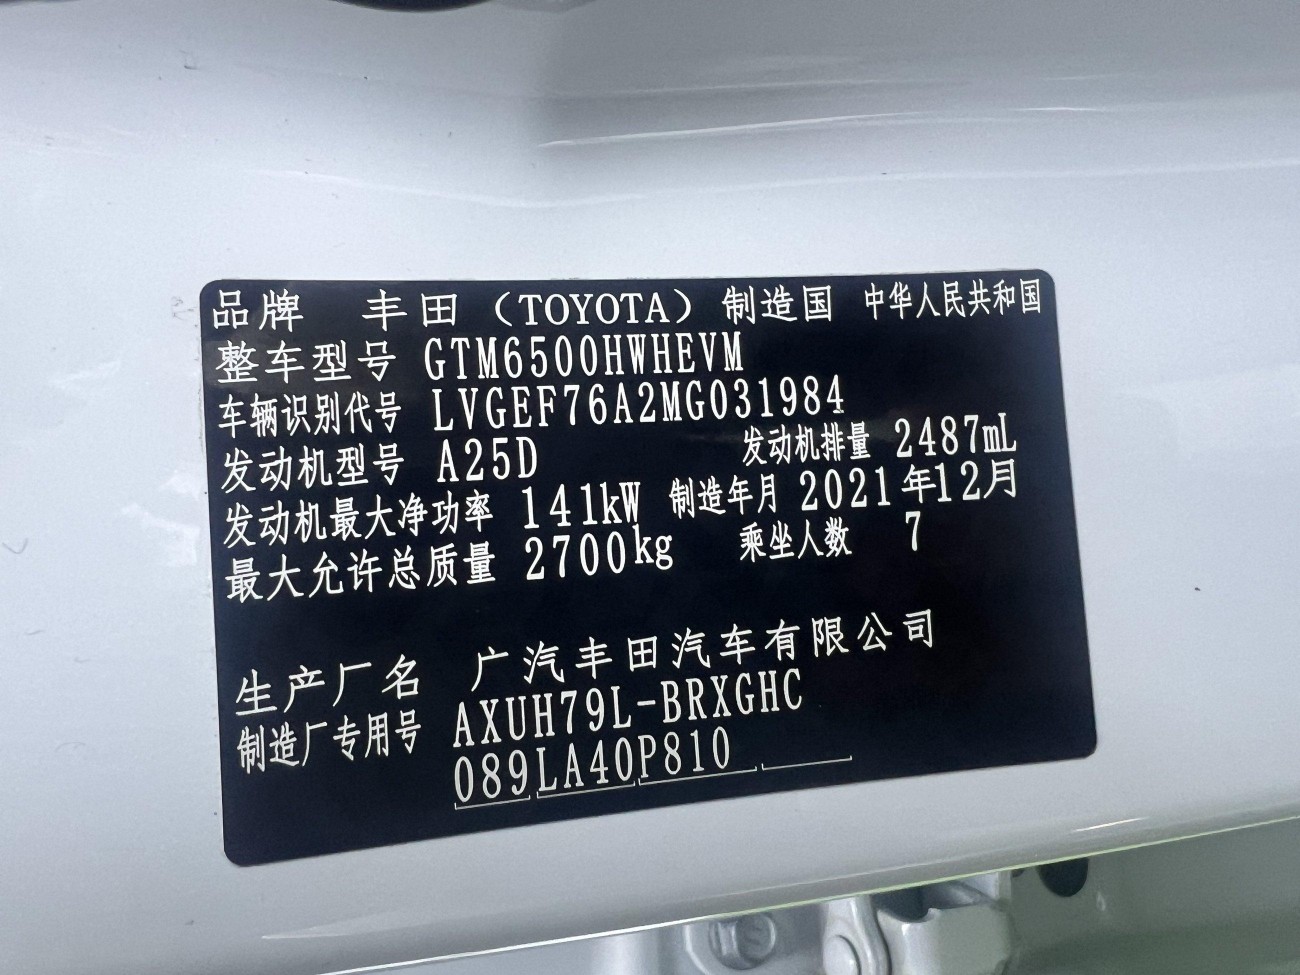 品牌 丰田（TOYOTA）制造国 中华人民共和国
整车型号 GTM6500HWHEVM
车辆识别代号 LVGEF76A2MG031984
发动机型号 A25D 发动机排量 2487mL
发动机最大净功率 141kW 制造年月 2021年12月
最大允许总质量 2700kg 乘坐人数 7
生产厂名 广汽丰田汽车有限公司
制造厂专用号 AXUH79L-BRXGHC
089LA40P810